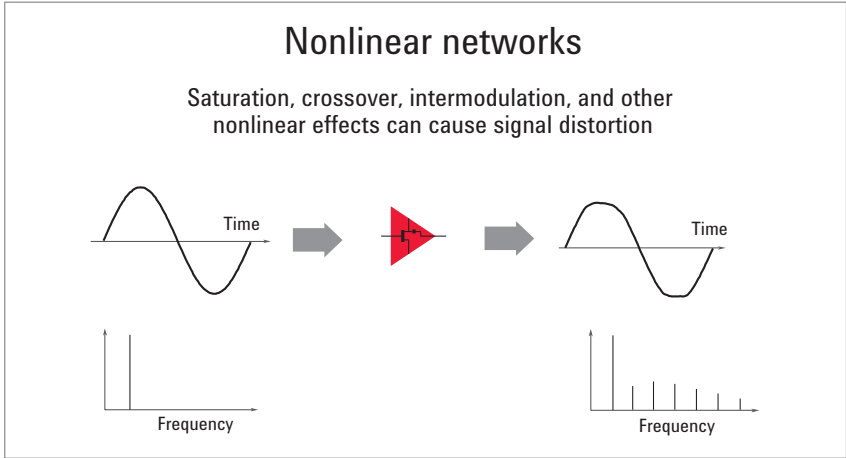 Nonlinear networks
Saturation, crossover, intermodulation, and other
nonlinear effects can cause signal distortion
Time
Time
Frequency
Frequency